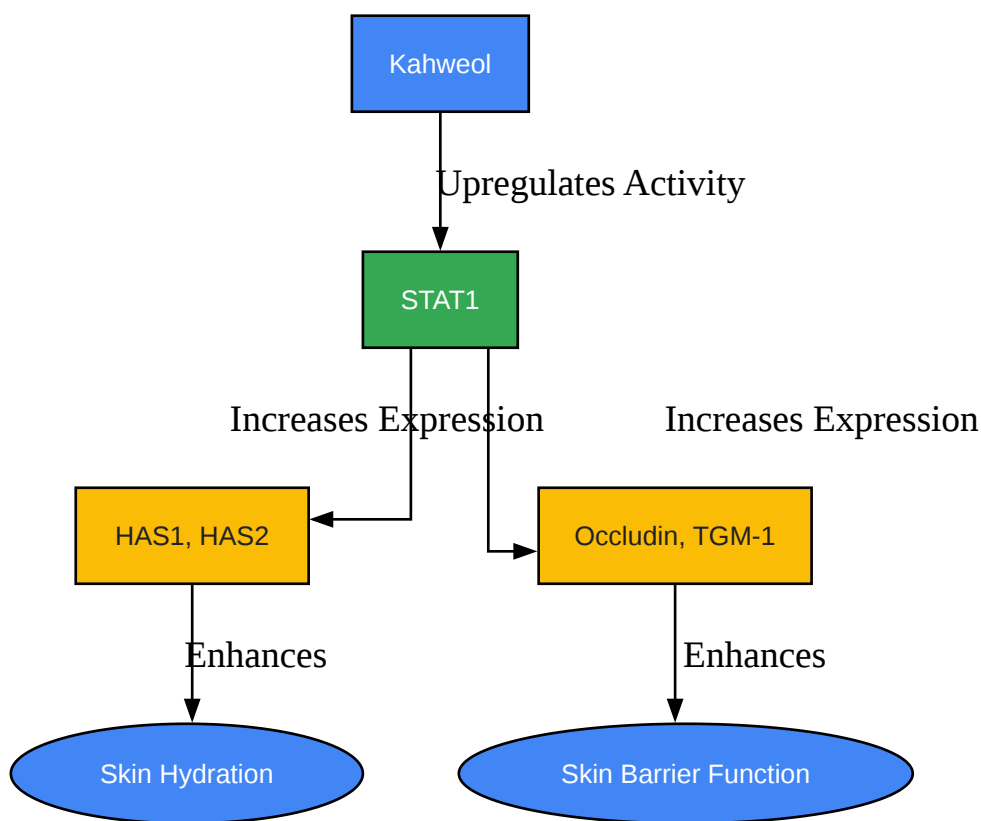 Kahweol
Upregulates Activity
STAT1
Increases Expression
Increases Expression
HAS1, HAS2
Occludin, TGM-1
Enhances
Enhances
Skin Hydration
Skin Barrier Function